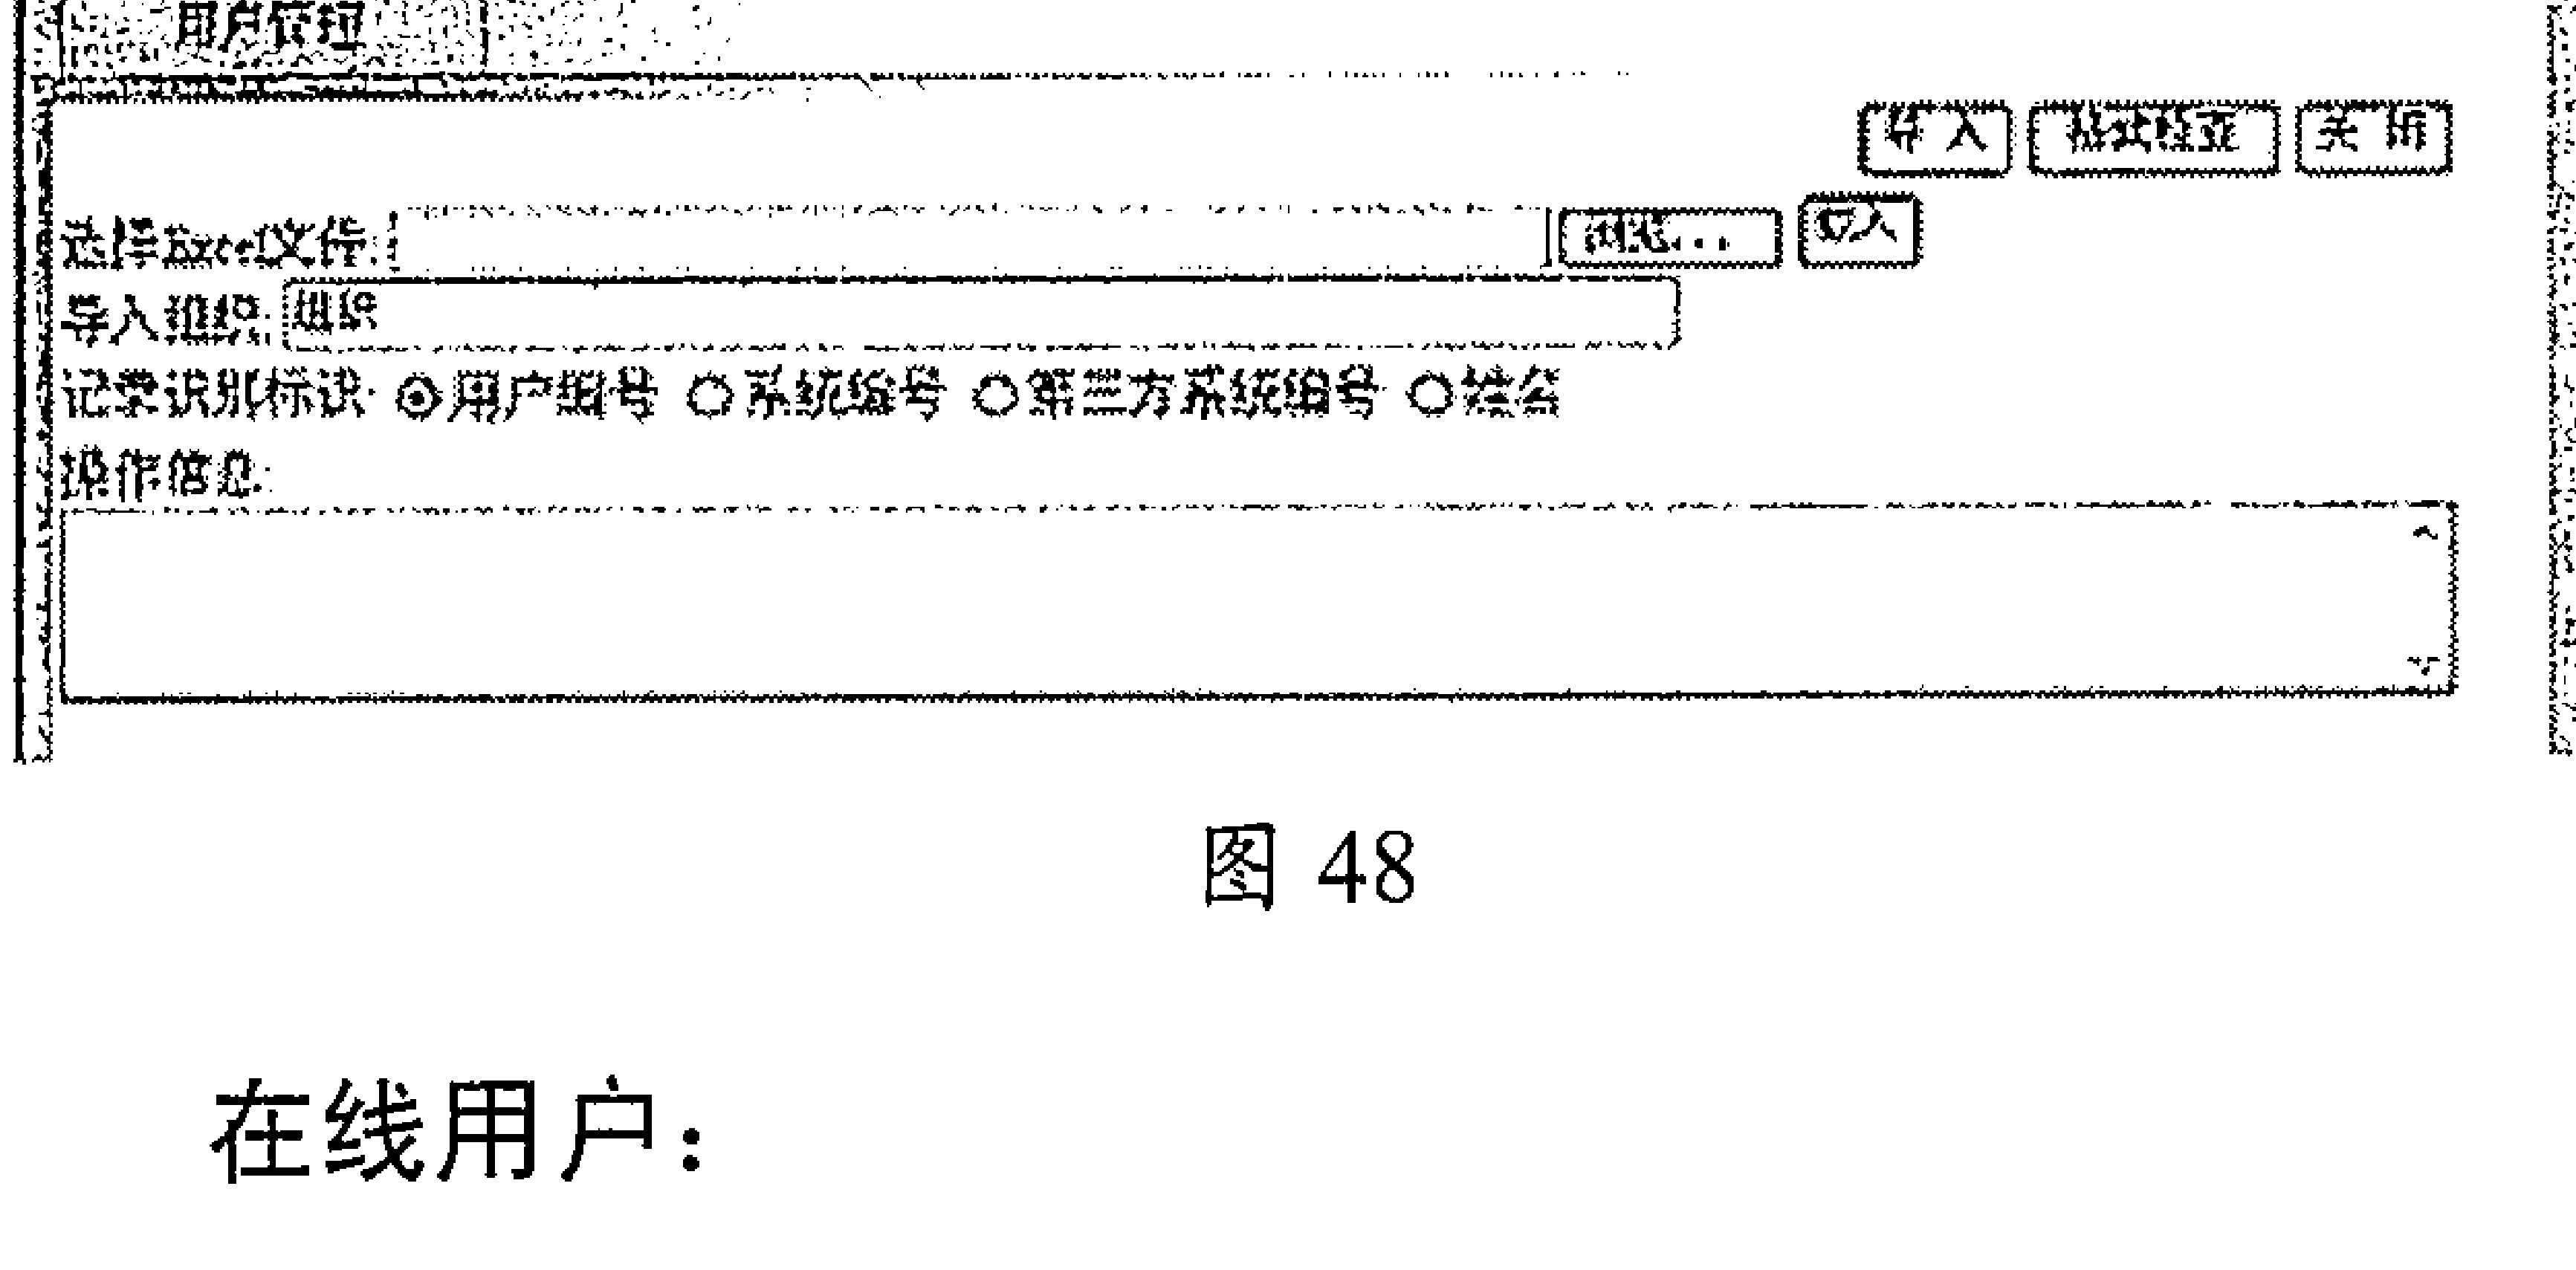 用户管理
导 入 格式检查 关 闭
选择Excel文件: 浏览... 载入
导入组织: 组织
记录识别标识: 用户编号 系统编号 第三方系统编号 姓名
操作信息:
图 48
在线用户：